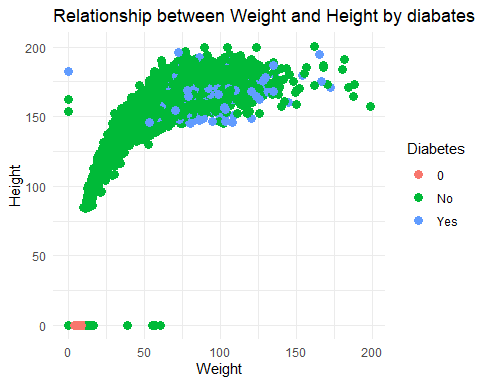 Relationship between Weight and Height by diabates
200
150
100
50
0
Height
0
50
100
150
200
Weight
Diabetes
0
No
Yes